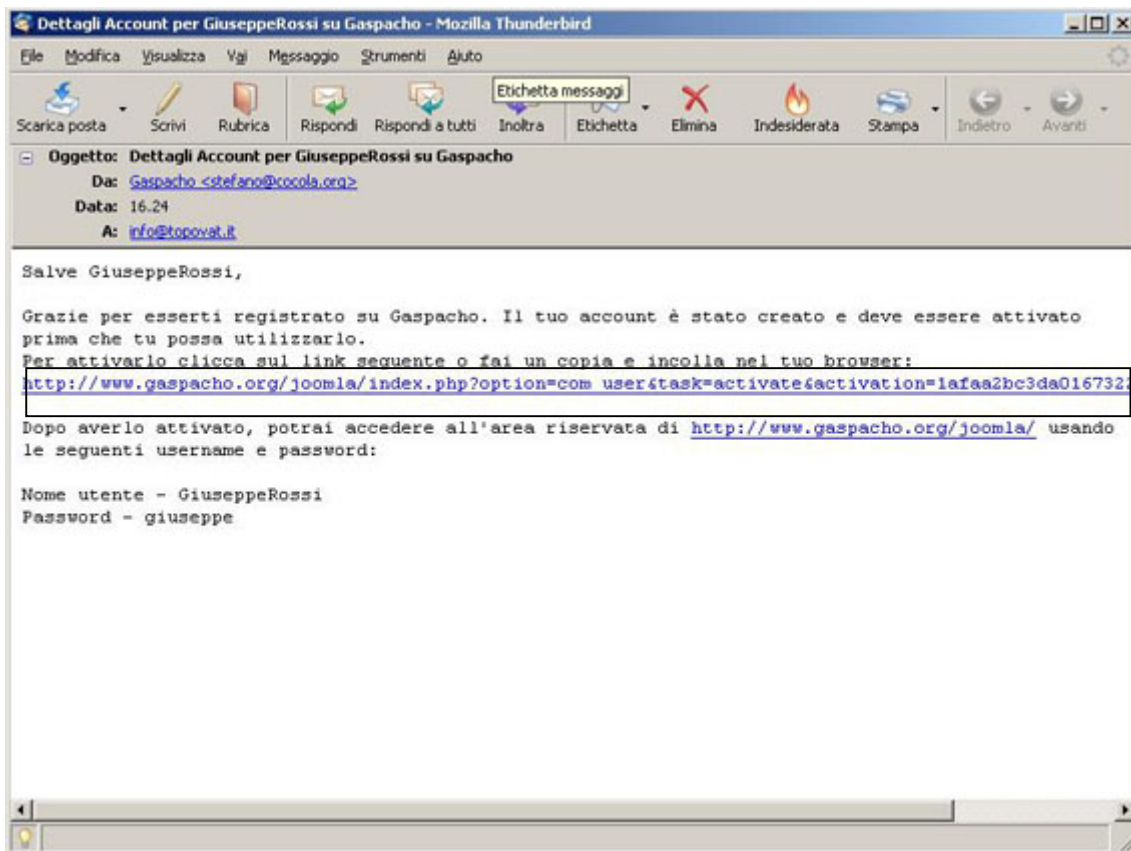 Dettagli Account per GiuseppeRossi su Gaspacho - Mozilla Thunderbird
File Modifica Visualizza Vai Messaggio Strumenti Aiuto
Etichetta messaggi
Scarica posta Scrivi Rubrica Rispondi Rispondi a tutti Inoltra Etichetta Elimina Indesiderata Stampa Indietro Avanti
Oggetto: Dettagli Account per GiuseppeRossi su Gaspacho
Da: Gaspacho <stefano@cocola.org>
Data: 16.24
A: info@topovat.it
Salve GiuseppeRossi,
Grazie per esserti registrato su Gaspacho. Il tuo account è stato creato e deve essere attivato
prima che tu possa utilizzarlo.
Per attivarlo clicca sul link seguente o fai un copia e incolla nel tuo browser:
http://www.gaspacho.org/joomla/index.php?option=com_user&task=activate&activation=1afaa2bc3da0167322
Dopo averlo attivato, potrai accedere all'area riservata di http://www.gaspacho.org/joomla/ usando
le seguenti username e password:
Nome utente - GiuseppeRossi
Password - giuseppe